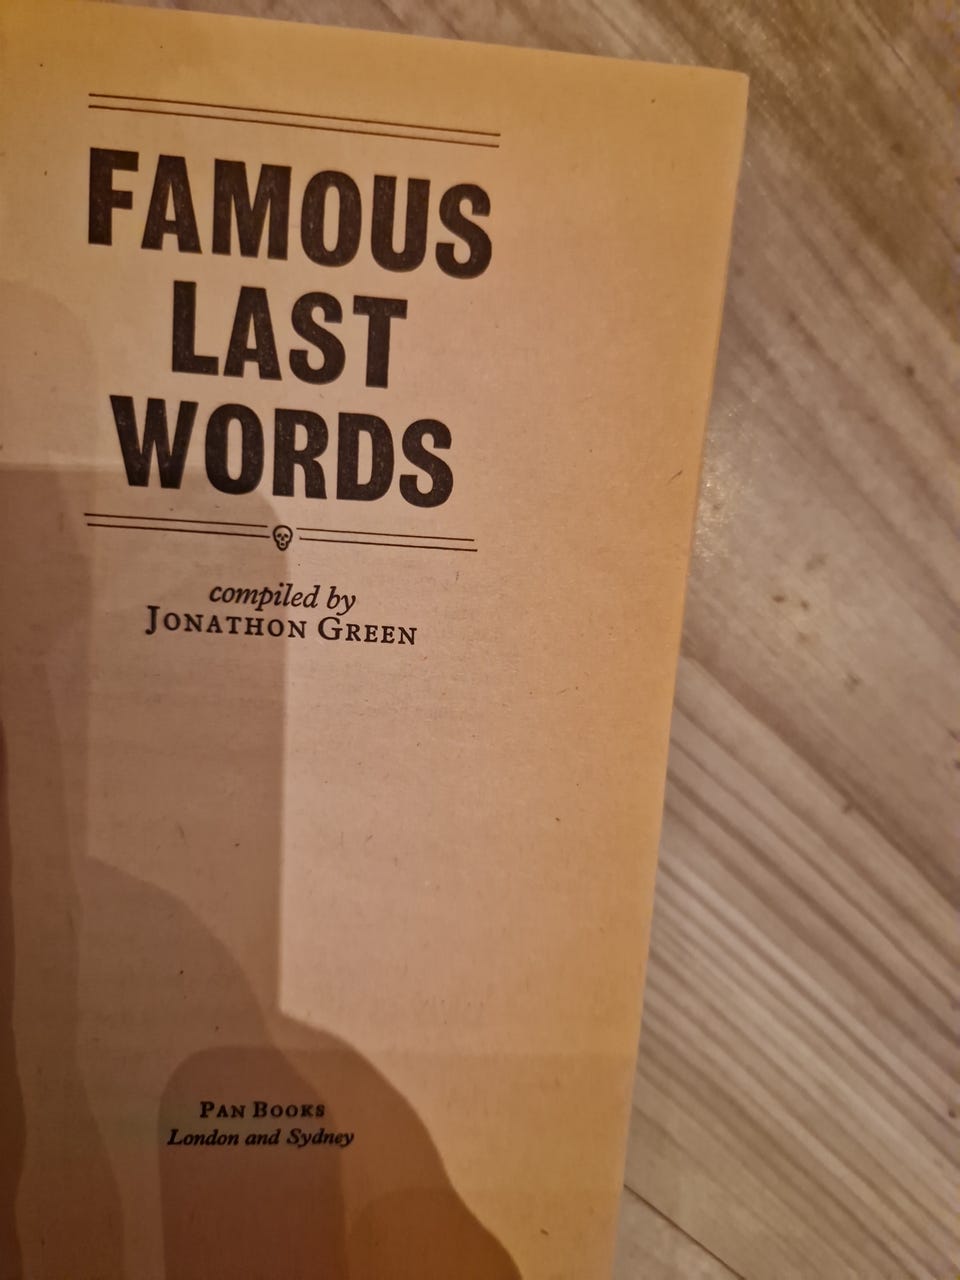 FAMOUS
LAST
WORDS
compiled by
JONATHON GREEN
PAN BOOKS
London and Sydney